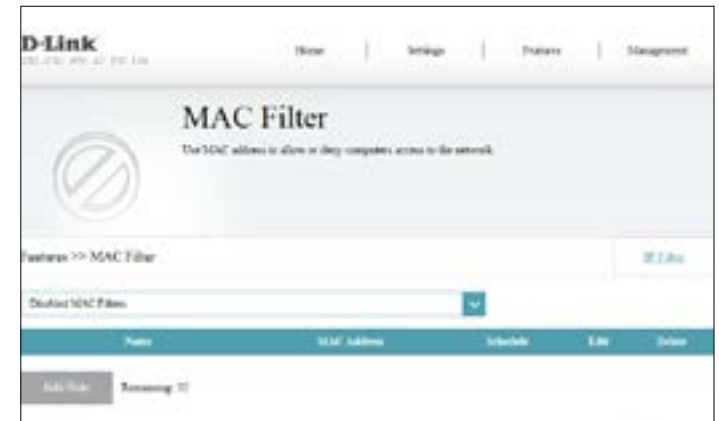 D-Link
Home | Settings | Features | Management
MAC Filter
Use MAC address to allow or deny computers access to the network.
Features >> MAC Filter
Disabled MAC Filters
Name MAC Address Schedule Edit Delete
Add Rule Remaining: